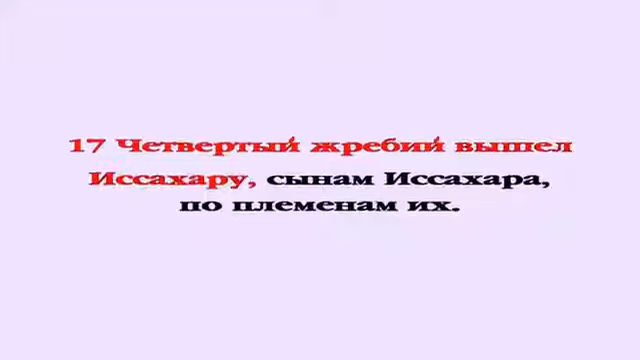 17 Четвертый жребий вышел
Иссахару, сынам Иссахара,
по племенам их.